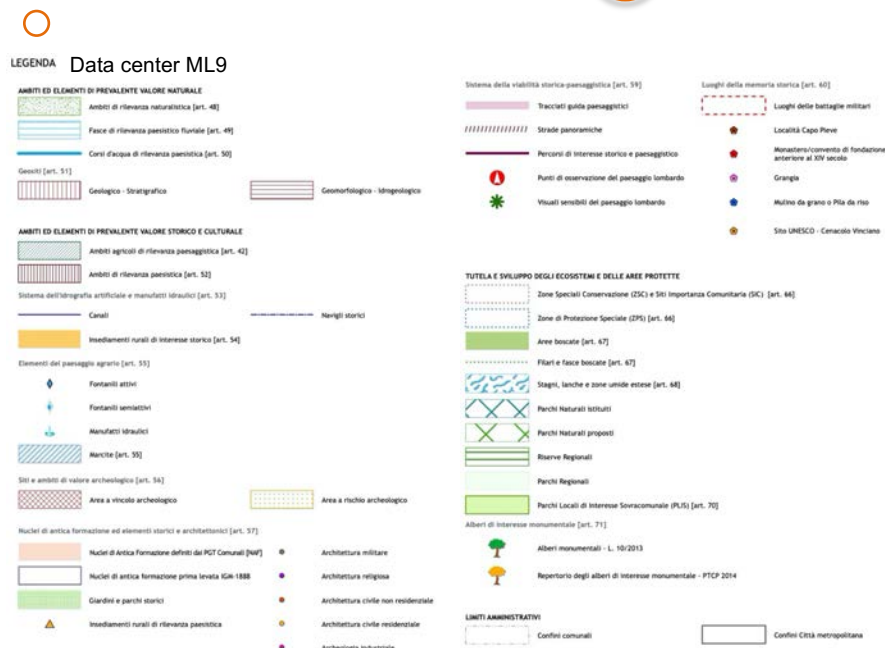 LEGENDA Data center ML9
AMBITI ED ELEMENTI DI PREVALENTE VALORE NATURALE
Ambiti di rilevanza naturalistica [art. 48]
Fasce di rilevanza paesistico fluviale [art. 49]
Corsi d'acqua di rilevanza paesistica [art. 50]
Geositi [art. 51]
Geologico - Stratigrafico
Geomorfologico - Idrogeologico
AMBITI ED ELEMENTI DI PREVALENTE VALORE STORICO E CULTURALE
Ambiti agricoli di rilevanza paesaggistica [art. 42]
Ambiti di rilevanza paesistica [art. 52]
Sistema dell'idrografia artificiale e manufatti idraulici [art. 53]
Canali
Navigli storici
Insediamenti rurali di interesse storico [art. 54]
Elementi del paesaggio agrario [art. 55]
Fontanili attivi
Fontanili semiattivi
Manufatti idraulici
Marcite [art. 55]
Siti e ambiti di valore archeologico [art. 56]
Area a vincolo archeologico
Area a rischio archeologico
Nuclei di antica formazione ed elementi storici e architettonici [art. 57]
Nuclei di Antica Formazione definiti dai PGT Comunali [NAF]
Architettura militare
Nuclei di antica formazione prima levata IGM-1888
Architettura religiosa
Giardini e parchi storici
Architettura civile non residenziale
Insediamenti rurali di rilevanza paesistica
Architettura civile residenziale
Archeologia industriale
Sistema della viabilità storica-paesaggistica [art. 59]
Tracciati guida paesaggistici
Strade panoramiche
Percorsi di interesse storico e paesaggistico
Punti di osservazione del paesaggio lombardo
Visuali sensibili del paesaggio lombardo
Luoghi della memoria storica [art. 60]
Luoghi delle battaglie militari
Località Capo Pieve
Monastero/convento di fondazione
anteriore al XIV secolo
Grangia
Mulino da grano o Pila da riso
Sito UNESCO - Cenacolo Vinciano
TUTELA E SVILUPPO DEGLI ECOSISTEMI E DELLE AREE PROTETTE
Zone Speciali Conservazione (ZSC) e Siti Importanza Comunitaria (SIC) [art. 66]
Zone di Protezione Speciale (ZPS) [art. 66]
Aree boscate [art. 67]
Filari e fasce boscate [art. 67]
Stagni, lanche e zone umide estese [art. 68]
Parchi Naturali istituiti
Parchi Naturali proposti
Riserve Regionali
Parchi Regionali
Parchi Locali di Interesse Sovracomunale (PLIS) [art. 70]
Alberi di interesse monumentale [art. 71]
Alberi monumentali - L. 10/2013
Repertorio degli alberi di interesse monumentale - PTCP 2014
LIMITI AMMINISTRATIVI
Confini comunali
Confini Città metropolitana